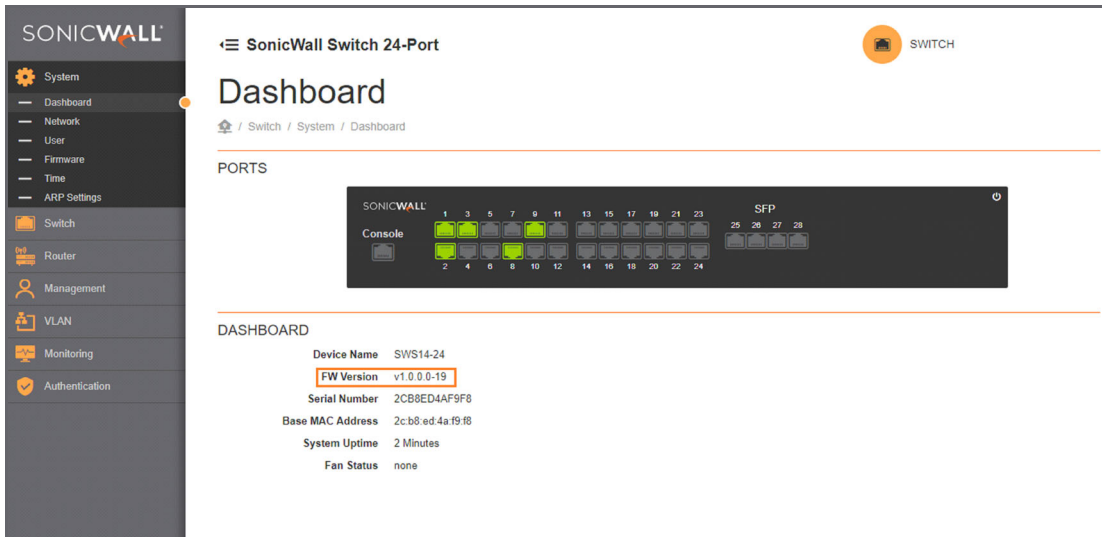 SONICWALL
System
Dashboard
Network
User
Firmware
Time
ARP Settings
Switch
Router
Management
VLAN
Monitoring
Authentication
SonicWall Switch 24-Port
SWITCH
Dashboard
/ Switch / System / Dashboard
PORTS
SONICWALL
1 3 5 7 9 11 13 15 17 19 21 23
SFP
25 26 27 28
Console
2 4 6 8 10 12 14 16 18 20 22 24
DASHBOARD
Device Name SWS14-24
FW Version v1.0.0.0-19
Serial Number 2CB8ED4AF9F8
Base MAC Address 2c:b8:ed:4a:f9:f8
System Uptime 2 Minutes
Fan Status none